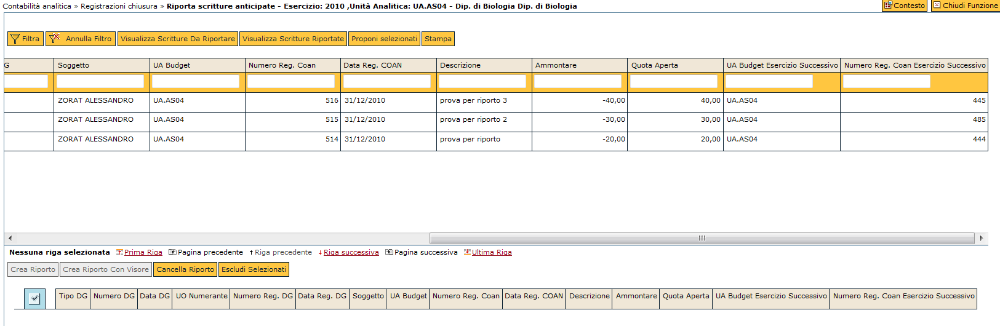 Contabilità analitica » Registrazioni chiusura » Riporta scritture anticipate - Esercizio: 2010 ,Unità Analitica: UA.AS04 - Dip. di Biologia Dip. di Biologia Contesto Chiudi Funzione
Filtra Annulla Filtro Visualizza Scritture Da Riportare Visualizza Scritture Riportate Proponi selezionati Stampa
G Soggetto UA Budget Numero Reg. Coan Data Reg. COAN Descrizione Ammontare Quota Aperta UA Budget Esercizio Successivo Numero Reg. Coan Esercizio Successivo
ZORAT ALESSANDRO UA.AS04 516 31/12/2010 prova per riporto 3 -40,00 40,00 UA.AS04 445
ZORAT ALESSANDRO UA.AS04 515 31/12/2010 prova per riporto 2 -30,00 30,00 UA.AS04 485
ZORAT ALESSANDRO UA.AS04 514 31/12/2010 prova per riporto -20,00 20,00 UA.AS04 444
Nessuna riga selezionata Prima Riga Pagina precedente Riga precedente Riga successiva Pagina successiva Ultima Riga
Crea Riporto Crea Riporto Con Visore Cancella Riporto Escludi Selezionati
Tipo DG Numero DG Data DG UO Numerante Numero Reg. DG Data Reg. DG Soggetto UA Budget Numero Reg. Coan Data Reg. COAN Descrizione Ammontare Quota Aperta UA Budget Esercizio Successivo Numero Reg. Coan Esercizio Successivo